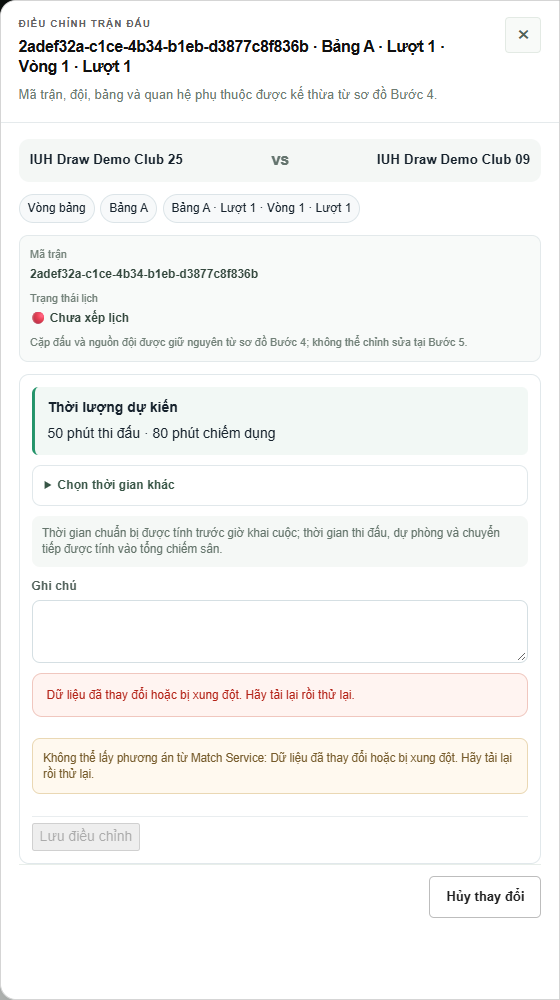 ĐIỀU CHỈNH TRẬN ĐẤU
2adef32a-c1ce-4b34-b1eb-d3877c8f836b · Bảng A · Lượt 1 ·
Vòng 1 · Lượt 1
Mã trận, đội, bảng và quan hệ phụ thuộc được kế thừa từ sơ đồ Bước 4.
×
IUH Draw Demo Club 25 vs IUH Draw Demo Club 09
Vòng bảng Bảng A Bảng A · Lượt 1 · Vòng 1 · Lượt 1
Mã trận
2adef32a-c1ce-4b34-b1eb-d3877c8f836b
Trạng thái lịch
Chưa xếp lịch
Cặp đấu và nguồn đội được giữ nguyên từ sơ đồ Bước 4; không thể chỉnh sửa tại Bước 5.
Thời lượng dự kiến
50 phút thi đấu · 80 phút chiếm dụng
Chọn thời gian khác
Thời gian chuẩn bị được tính trước giờ khai cuộc; thời gian thi đấu, dự phòng và chuyển
tiếp được tính vào tổng chiếm sân.
Ghi chú
Dữ liệu đã thay đổi hoặc bị xung đột. Hãy tải lại rồi thử lại.
Không thể lấy phương án từ Match Service: Dữ liệu đã thay đổi hoặc bị xung đột. Hãy tải lại
rồi thử lại.
Lưu điều chỉnh
Hủy thay đổi